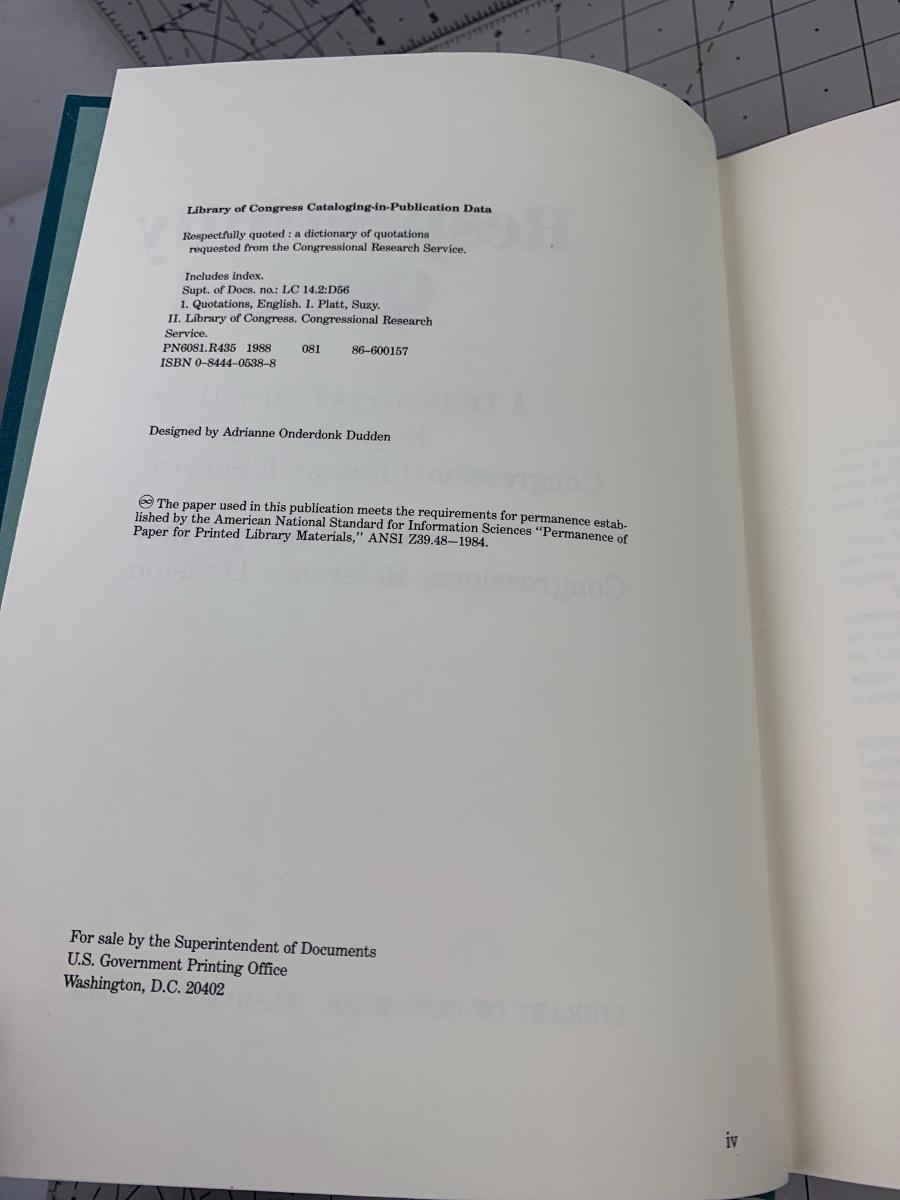 Library of Congress Cataloging-in-Publication Data
Respectfully quoted : a dictionary of quotations
requested from the Congressional Research Service.
Includes index.
Supt. of Docs. no.: LC 14.2:D56
1. Quotations, English. I. Platt, Suzy.
II. Library of Congress. Congressional Research
Service.
PN6081.R435 1988 081 86-600157
ISBN 0-8444-0538-8
Designed by Adrianne Onderdonk Dudden
♾ The paper used in this publication meets the requirements for permanence estab-
lished by the American National Standard for Information Sciences “Permanence of
Paper for Printed Library Materials,” ANSI Z39.48—1984.
For sale by the Superintendent of Documents
U.S. Government Printing Office
Washington, D.C. 20402
iv